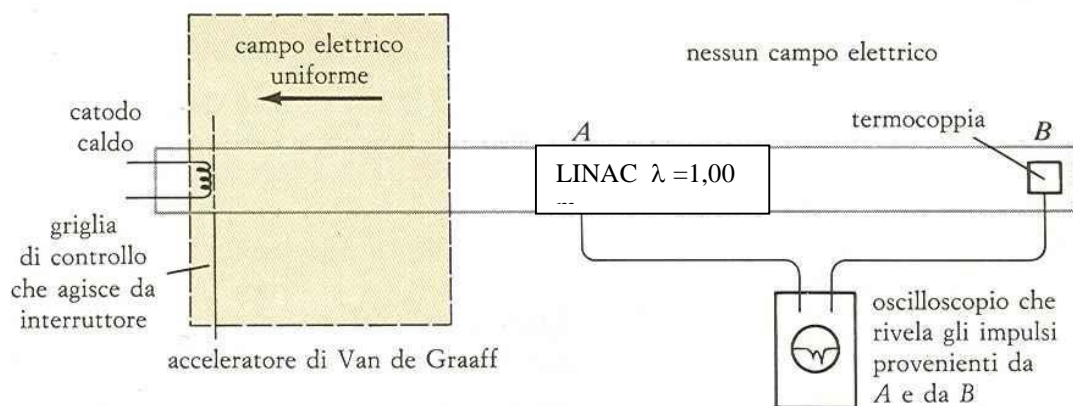 campo elettrico
uniforme
nessun campo elettrico
catodo
caldo
A
termocoppia
B
LINAC λ =1,00
griglia
di controllo
che agisce da
interruttore
acceleratore di Van de Graaff
oscilloscopio che
rivela gli impulsi
provenienti da
A e da B